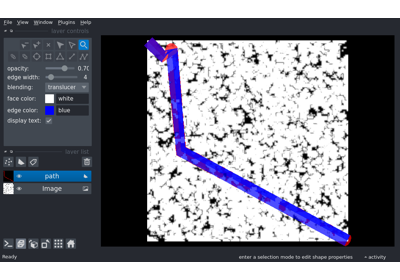 File View Window Plugins Help
layer controls
opacity: 0.70
edge width: 4
blending: translucer
face color: white
edge color: blue
display text:
layer list
path
Image
Ready enter a selection mode to edit shape properties activity